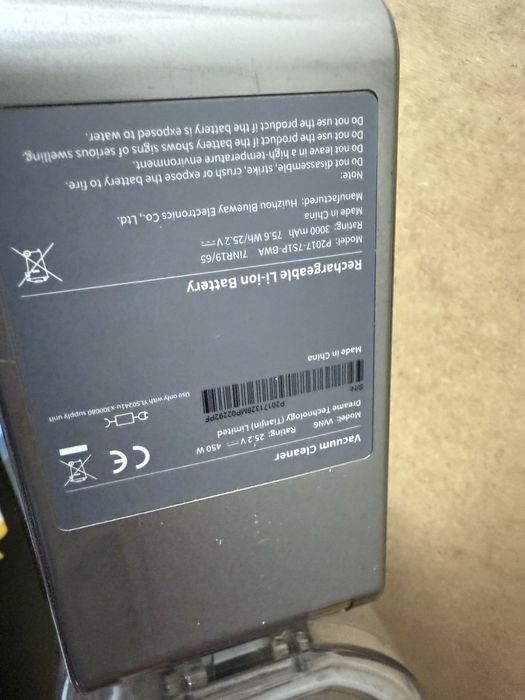 Vacuum Cleaner
Model: VVN6 Rating: 25.2 V⎓ 450 W
Dreame Technology (Tianjin) Limited
S/N:
P20171328MP02292PF
Made in China
CE
Use only with YLS0241u-x300080 supply unit
Rechargeable Li-ion Battery
Model: P2017-7S1P-BWA 7INR19/65
Rating: 3000 mAh 75.6 Wh/25.2 V⎓
Made in China
Manufactured: Huizhou Blueway Electronics Co., Ltd.
Note:
Do not disassemble, strike, crush or expose the battery to fire.
Do not leave in a high-temperature environment.
Do not use the product if the battery shows signs of serious swelling.
Do not use the product if the battery is exposed to water.